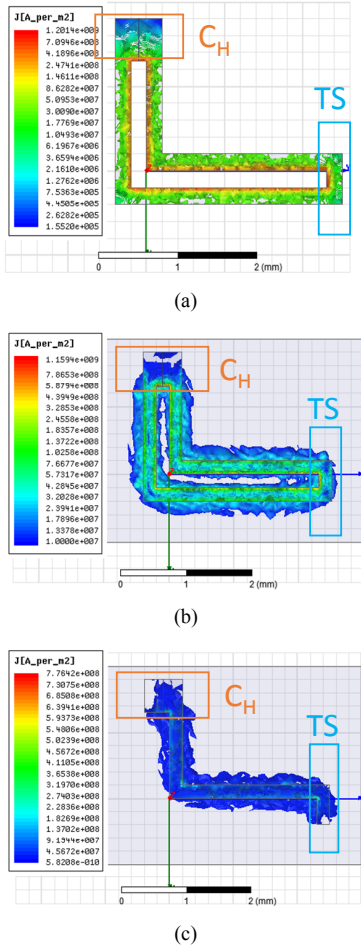 J[A_per_m2]
1.2014e+009
7.0946e+008
4.1896e+008
2.4741e+008
1.4611e+008
8.6282e+007
5.0953e+007
3.0090e+007
1.7769e+007
1.0493e+007
6.1967e+006
3.6594e+006
2.1610e+006
1.2762e+006
7.5363e+005
4.4505e+005
2.6282e+005
1.5520e+005
C_H
TS
0 1 2 (mm)
(a)
J[A_per_m2]
1.1594e+009
7.8653e+008
5.8794e+008
4.3949e+008
3.2853e+008
2.4558e+008
1.8357e+008
1.3722e+008
1.0258e+008
7.6677e+007
5.7317e+007
4.2845e+007
3.2028e+007
2.3941e+007
1.7896e+007
1.3378e+007
1.0000e+007
C_H
TS
0 1 2 (mm)
(b)
J[A_per_m2]
7.7642e+008
7.3075e+008
6.8508e+008
6.3941e+008
5.9373e+008
5.4806e+008
5.0239e+008
4.5672e+008
4.1105e+008
3.6538e+008
3.1970e+008
2.7403e+008
2.2836e+008
1.8269e+008
1.3702e+008
9.1344e+007
4.5672e+007
5.8208e-010
C_H
TS
0 1 2 (mm)
(c)